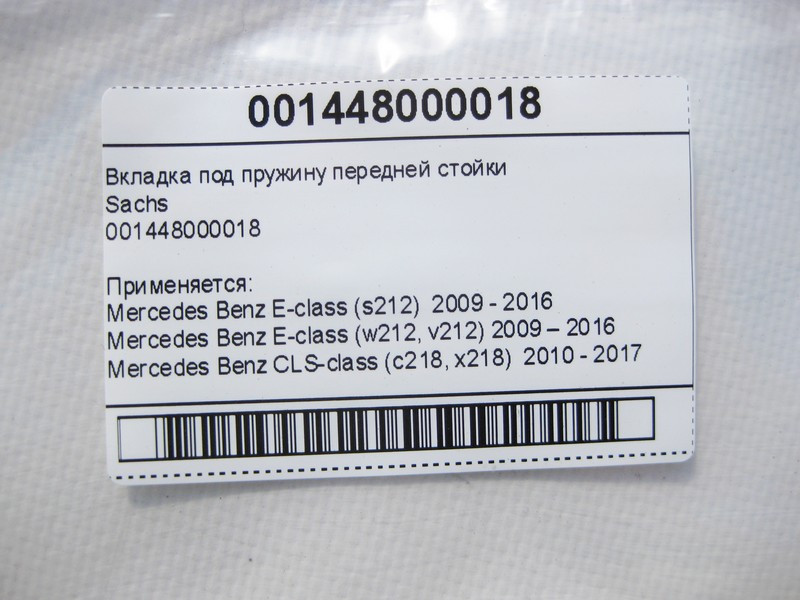 001448000018
Вкладка под пружину передней стойки
Sachs
001448000018
Применяется:
Mercedes Benz E-class (s212) 2009 - 2016
Mercedes Benz E-class (w212, v212) 2009 – 2016
Mercedes Benz CLS-class (c218, x218) 2010 - 2017